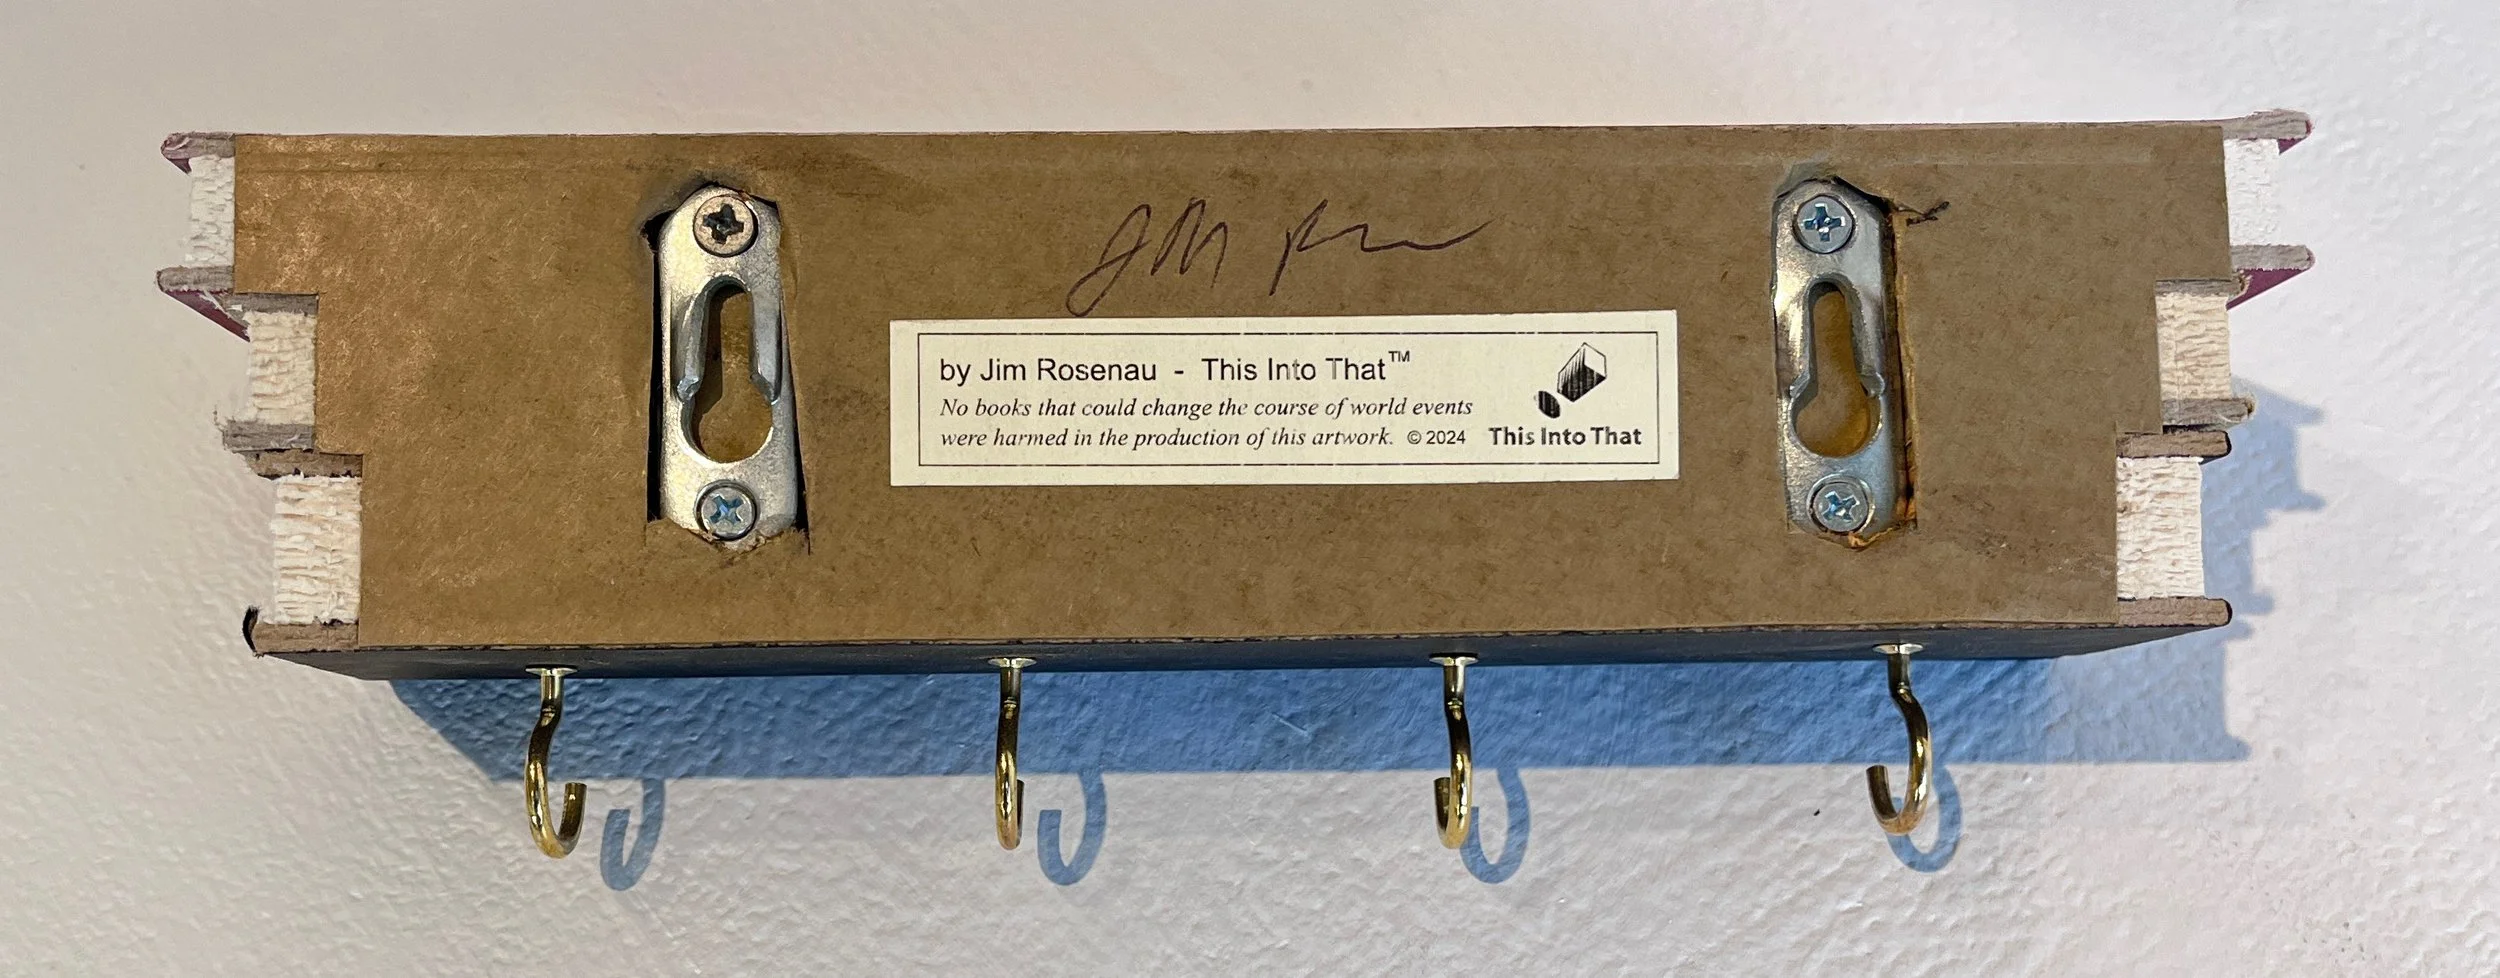 by Jim Rosenau - This Into That™
No books that could change the course of world events
were harmed in the production of this artwork. © 2024
This Into That